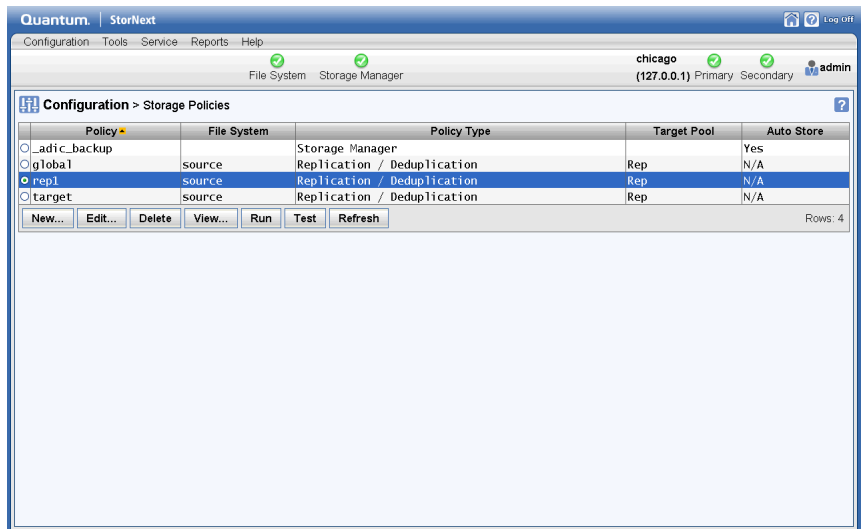 Quantum. StorNext Log Off
Configuration Tools Service Reports Help
File System Storage Manager chicago (127.0.0.1) Primary Secondary admin
Configuration > Storage Policies
Policy File System Policy Type Target Pool Auto Store
_adic_backup Storage Manager Yes
global source Replication / Deduplication Rep N/A
rep1 source Replication / Deduplication Rep N/A
target source Replication / Deduplication Rep N/A
New... Edit... Delete View... Run Test Refresh Rows: 4